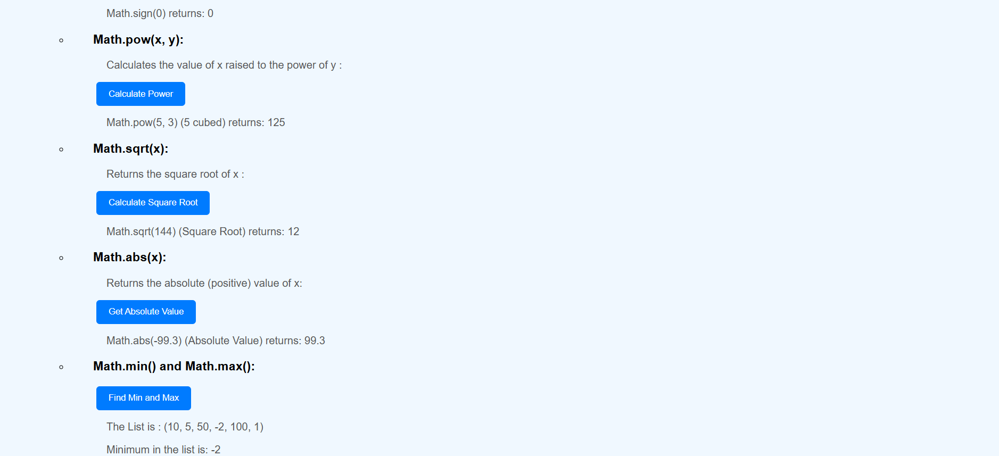 Math.sign(0) returns: 0
Math.pow(x, y):
Calculates the value of x raised to the power of y :
Calculate Power
Math.pow(5, 3) (5 cubed) returns: 125
Math.sqrt(x):
Returns the square root of x :
Calculate Square Root
Math.sqrt(144) (Square Root) returns: 12
Math.abs(x):
Returns the absolute (positive) value of x:
Get Absolute Value
Math.abs(-99.3) (Absolute Value) returns: 99.3
Math.min() and Math.max():
Find Min and Max
The List is : (10, 5, 50, -2, 100, 1)
Minimum in the list is: -2